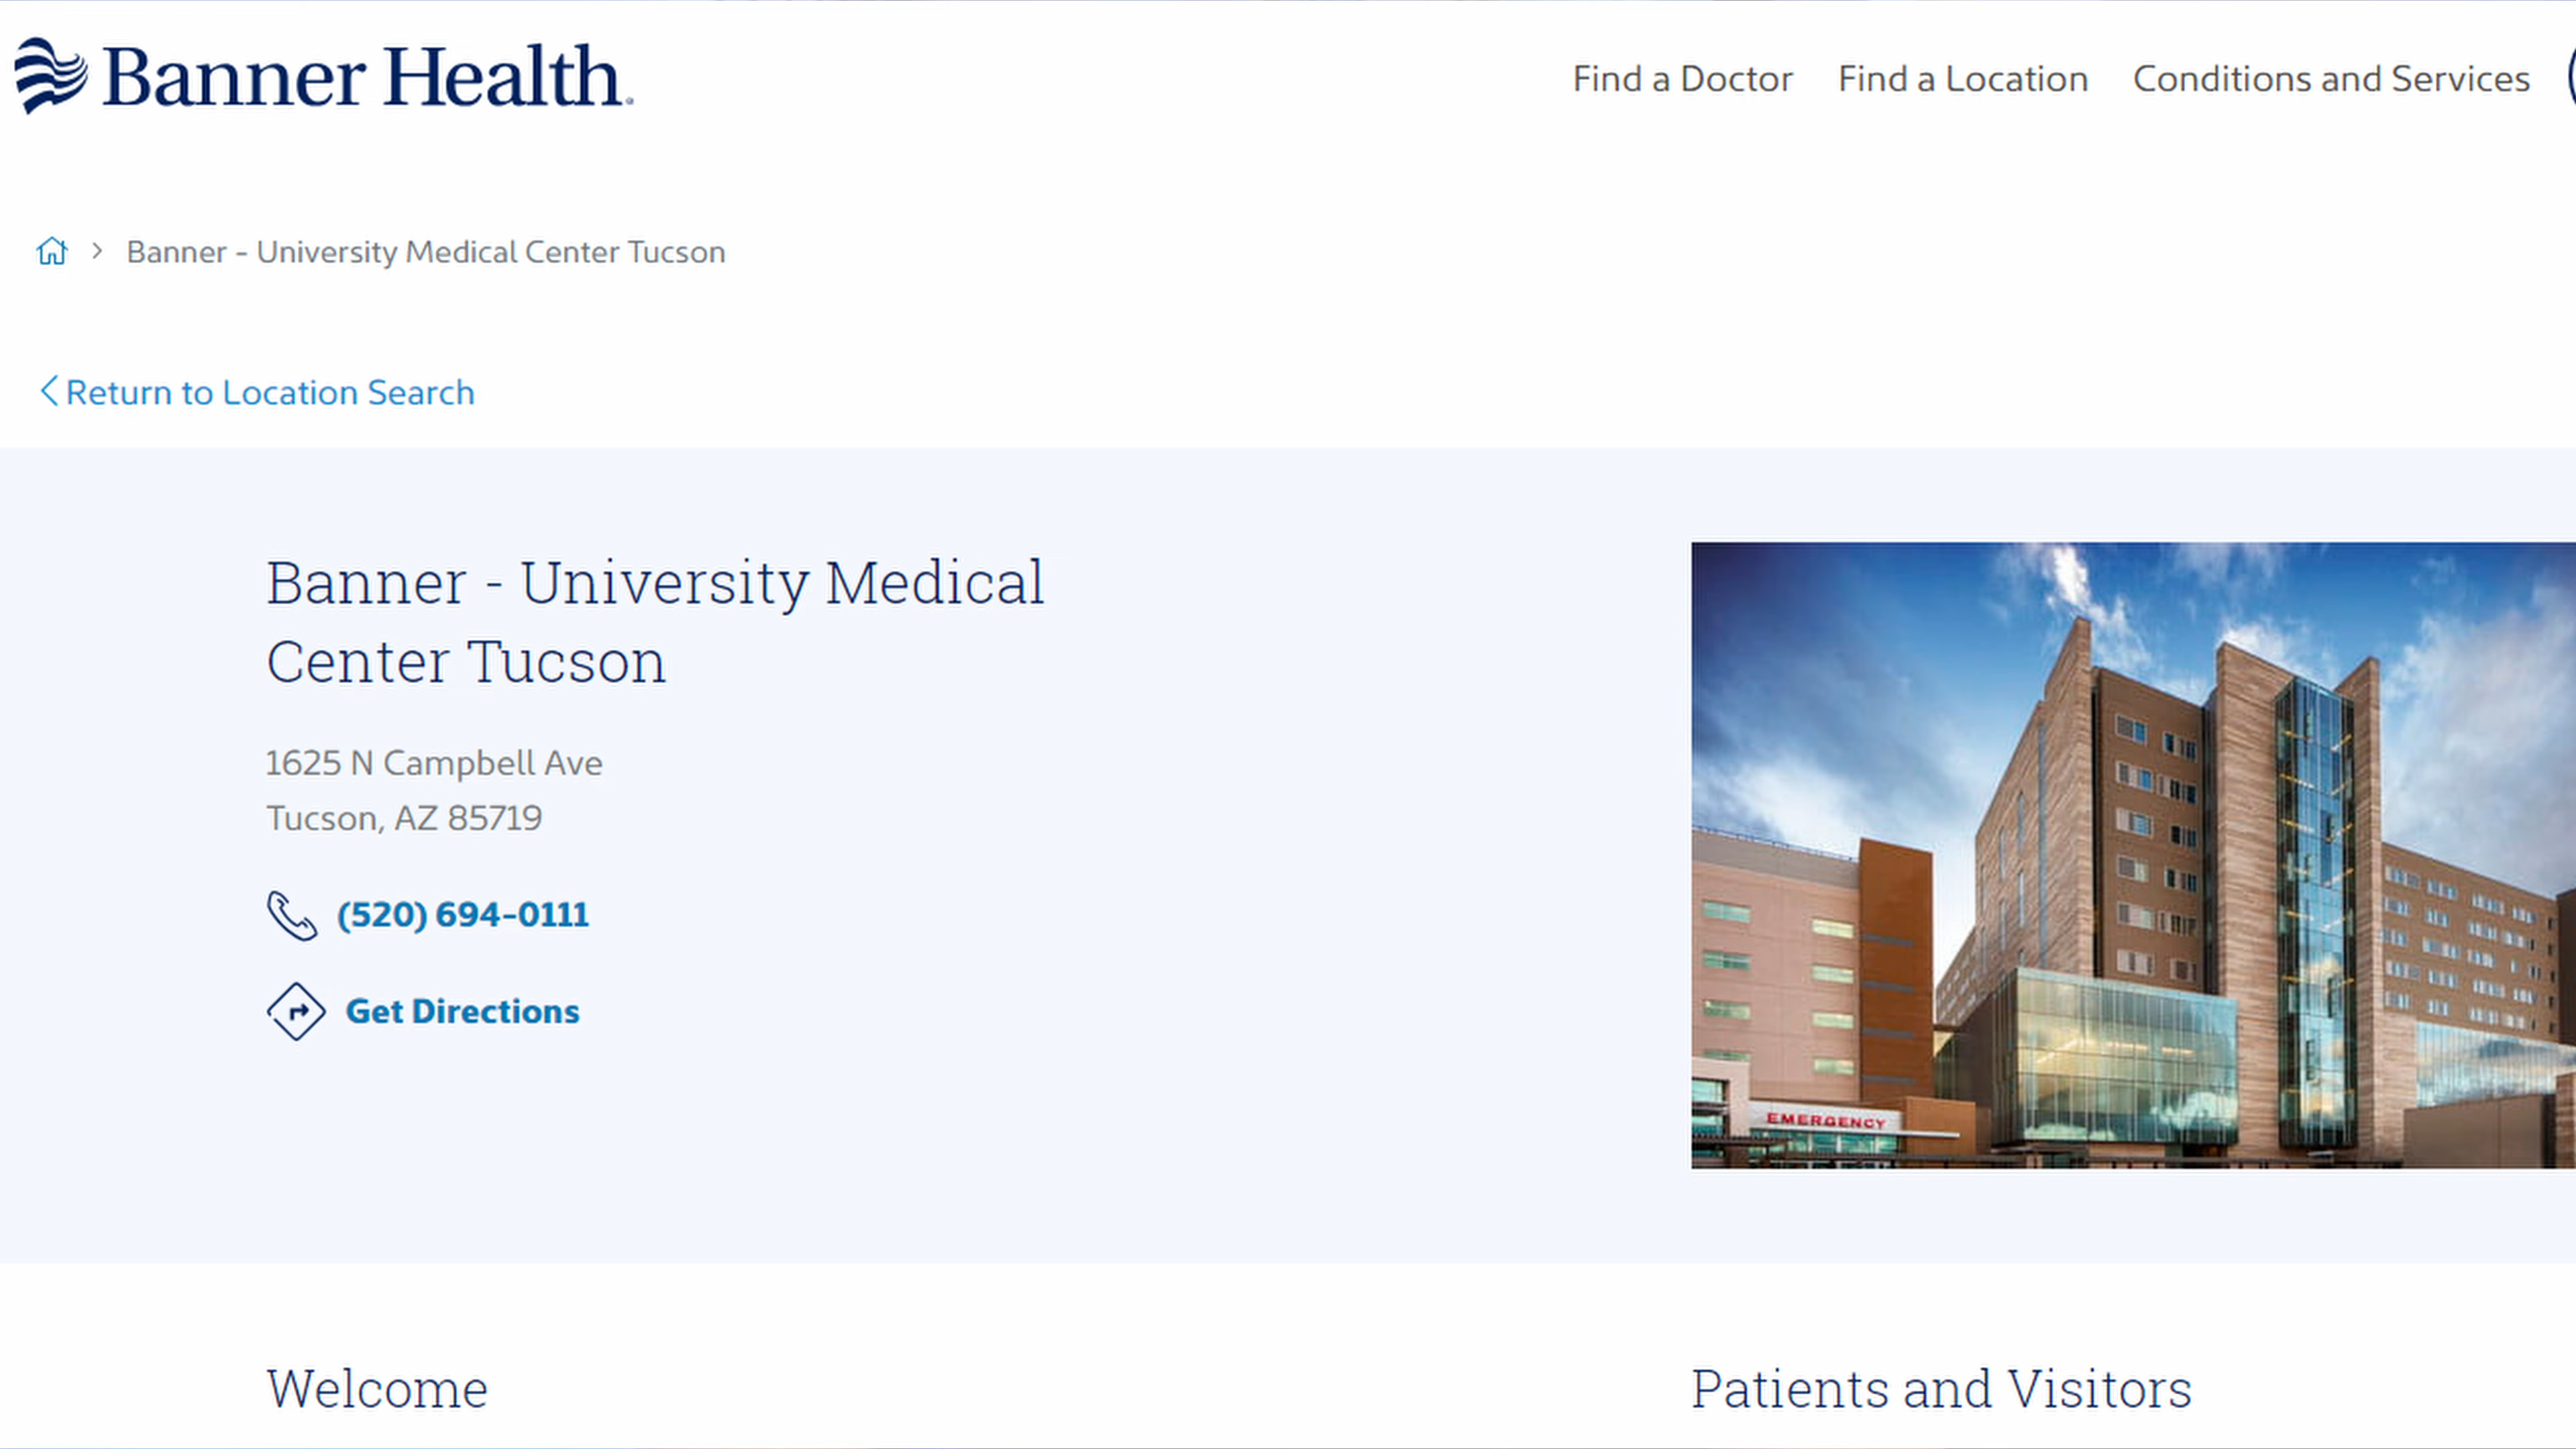 Banner Health
Find a Doctor
Find a Location
Conditions and Services
Banner - University Medical Center Tucson
Return to Location Search
Banner - University Medical
Center Tucson
1625 N Campbell Ave
Tucson, AZ 85719
(520) 694-0111
Get Directions
EMERGENCY
Welcome
Patients and Visitors